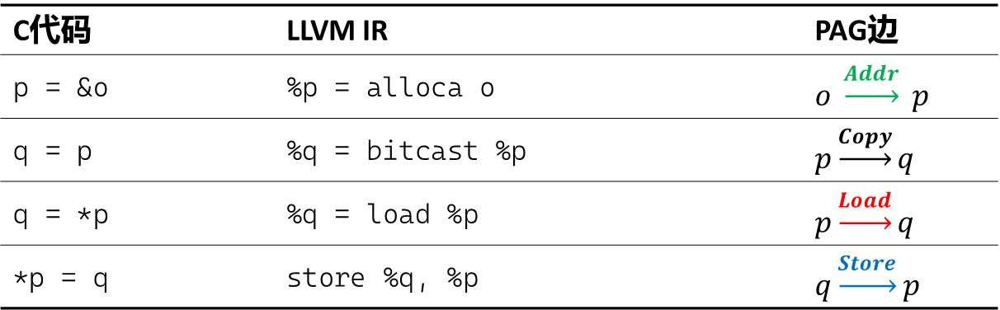 C代码 LLVM IR PAG边
p = &o %p = alloca o o Addr⟶ p
q = p %q = bitcast %p p Copy⟶ q
q = *p %q = load %p p Load⟶ q
*p = q store %q, %p q Store⟶ p